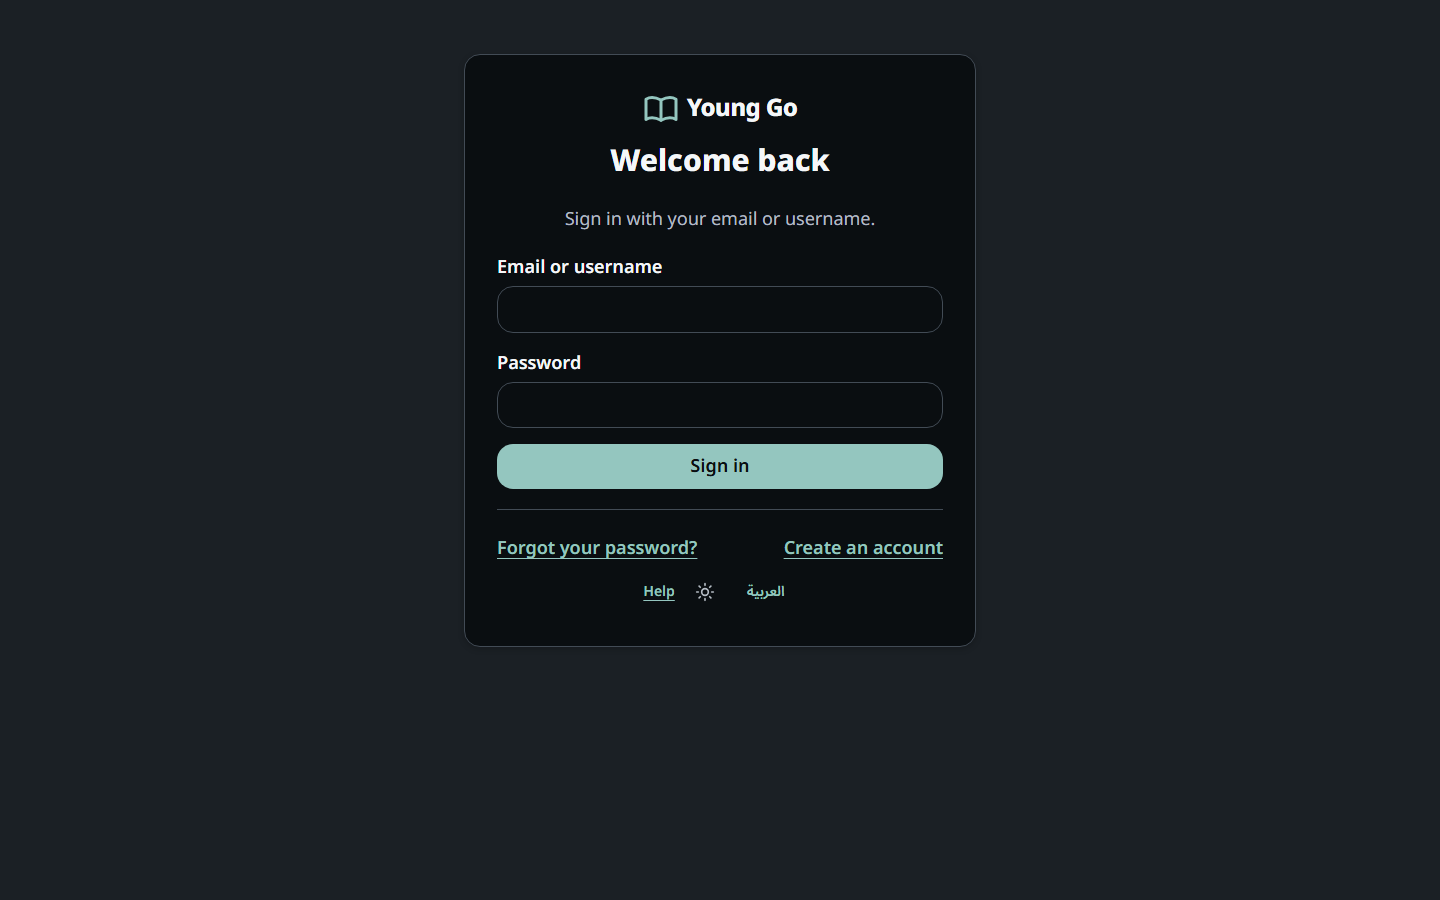 Young Go
Welcome back
Sign in with your email or username.
Email or username
Password
Sign in
Forgot your password? Create an account
Help العربية